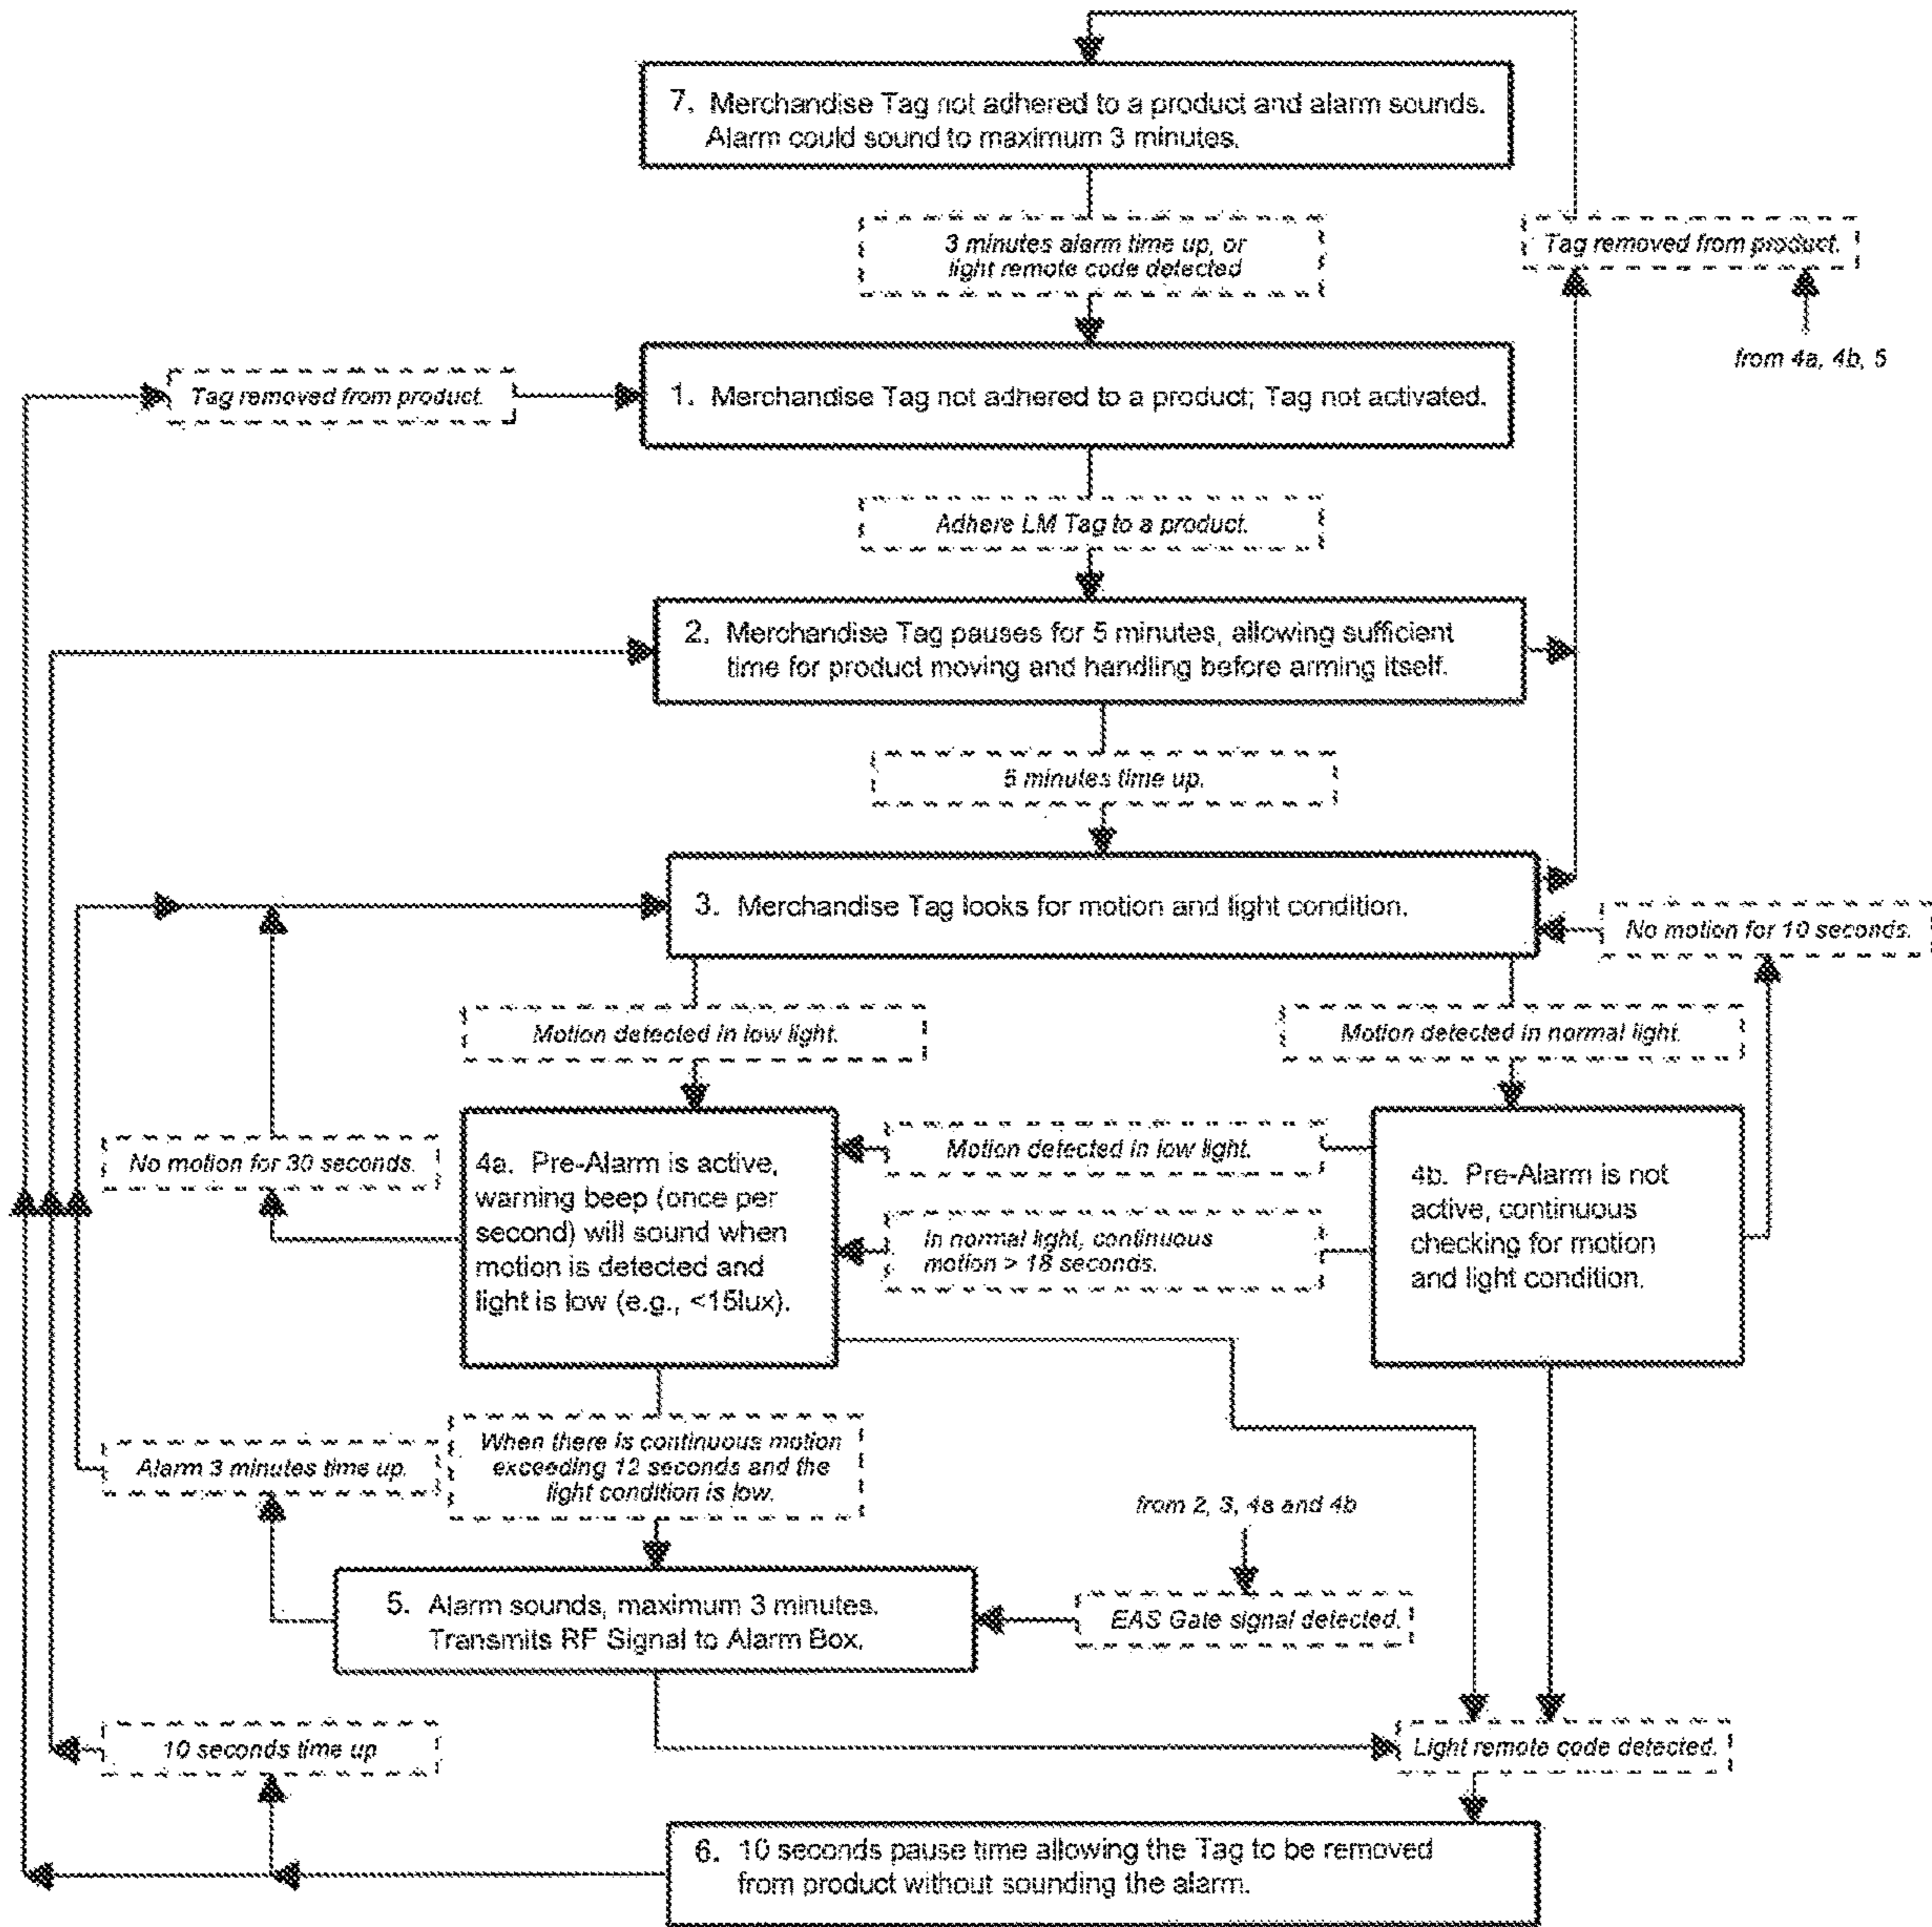 7. Merchandise Tag not adhered to a product and alarm sounds.
Alarm could sound to maximum 3 minutes.
3 minutes alarm time up, or
light remote code detected
Tag removed from product.
from 4a, 4b, 5
Tag removed from product.
1. Merchandise Tag not adhered to a product; Tag not activated.
Adhere LM Tag to a product.
2. Merchandise Tag pauses for 5 minutes, allowing sufficient
time for product moving and handling before arming itself.
5 minutes time up.
3. Merchandise Tag looks for motion and light condition.
No motion for 10 seconds.
Motion detected in low light.
Motion detected in normal light.
No motion for 30 seconds.
4a. Pre-Alarm is active,
warning beep (once per
second) will sound when
motion is detected and
light is low (e.g., <15lux).
Motion detected in low light.
In normal light, continuous
motion > 18 seconds.
4b. Pre-Alarm is not
active, continuous
checking for motion
and light condition.
Alarm 3 minutes time up.
When there is continuous motion
exceeding 12 seconds and the
light condition is low.
from 2, 3, 4a and 4b
5. Alarm sounds, maximum 3 minutes.
Transmits RF Signal to Alarm Box.
EAS Gate signal detected.
10 seconds time up
Light remote code detected.
6. 10 seconds pause time allowing the Tag to be removed
from product without sounding the alarm.